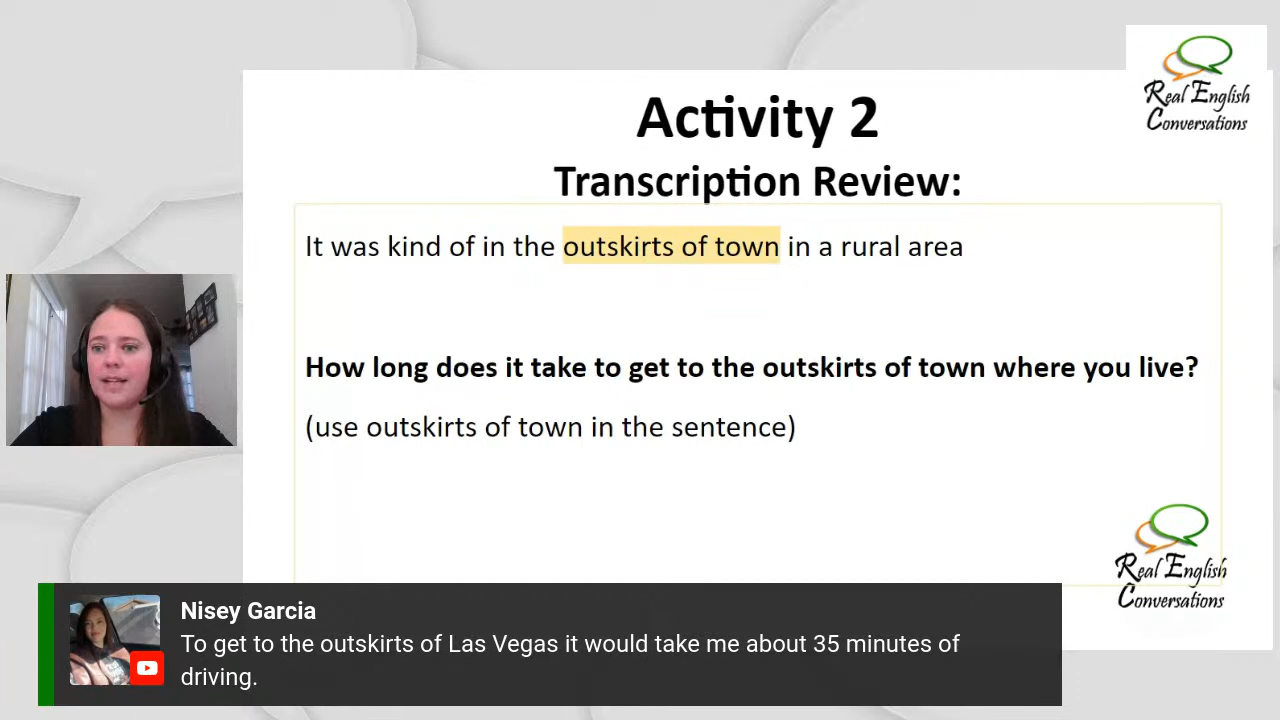 Real English
Conversations
Activity 2
Transcription Review:
It was kind of in the outskirts of town in a rural area
How long does it take to get to the outskirts of town where you live?
(use outskirts of town in the sentence)
Real English
Conversations
Nisey Garcia
To get to the outskirts of Las Vegas it would take me about 35 minutes of
driving.